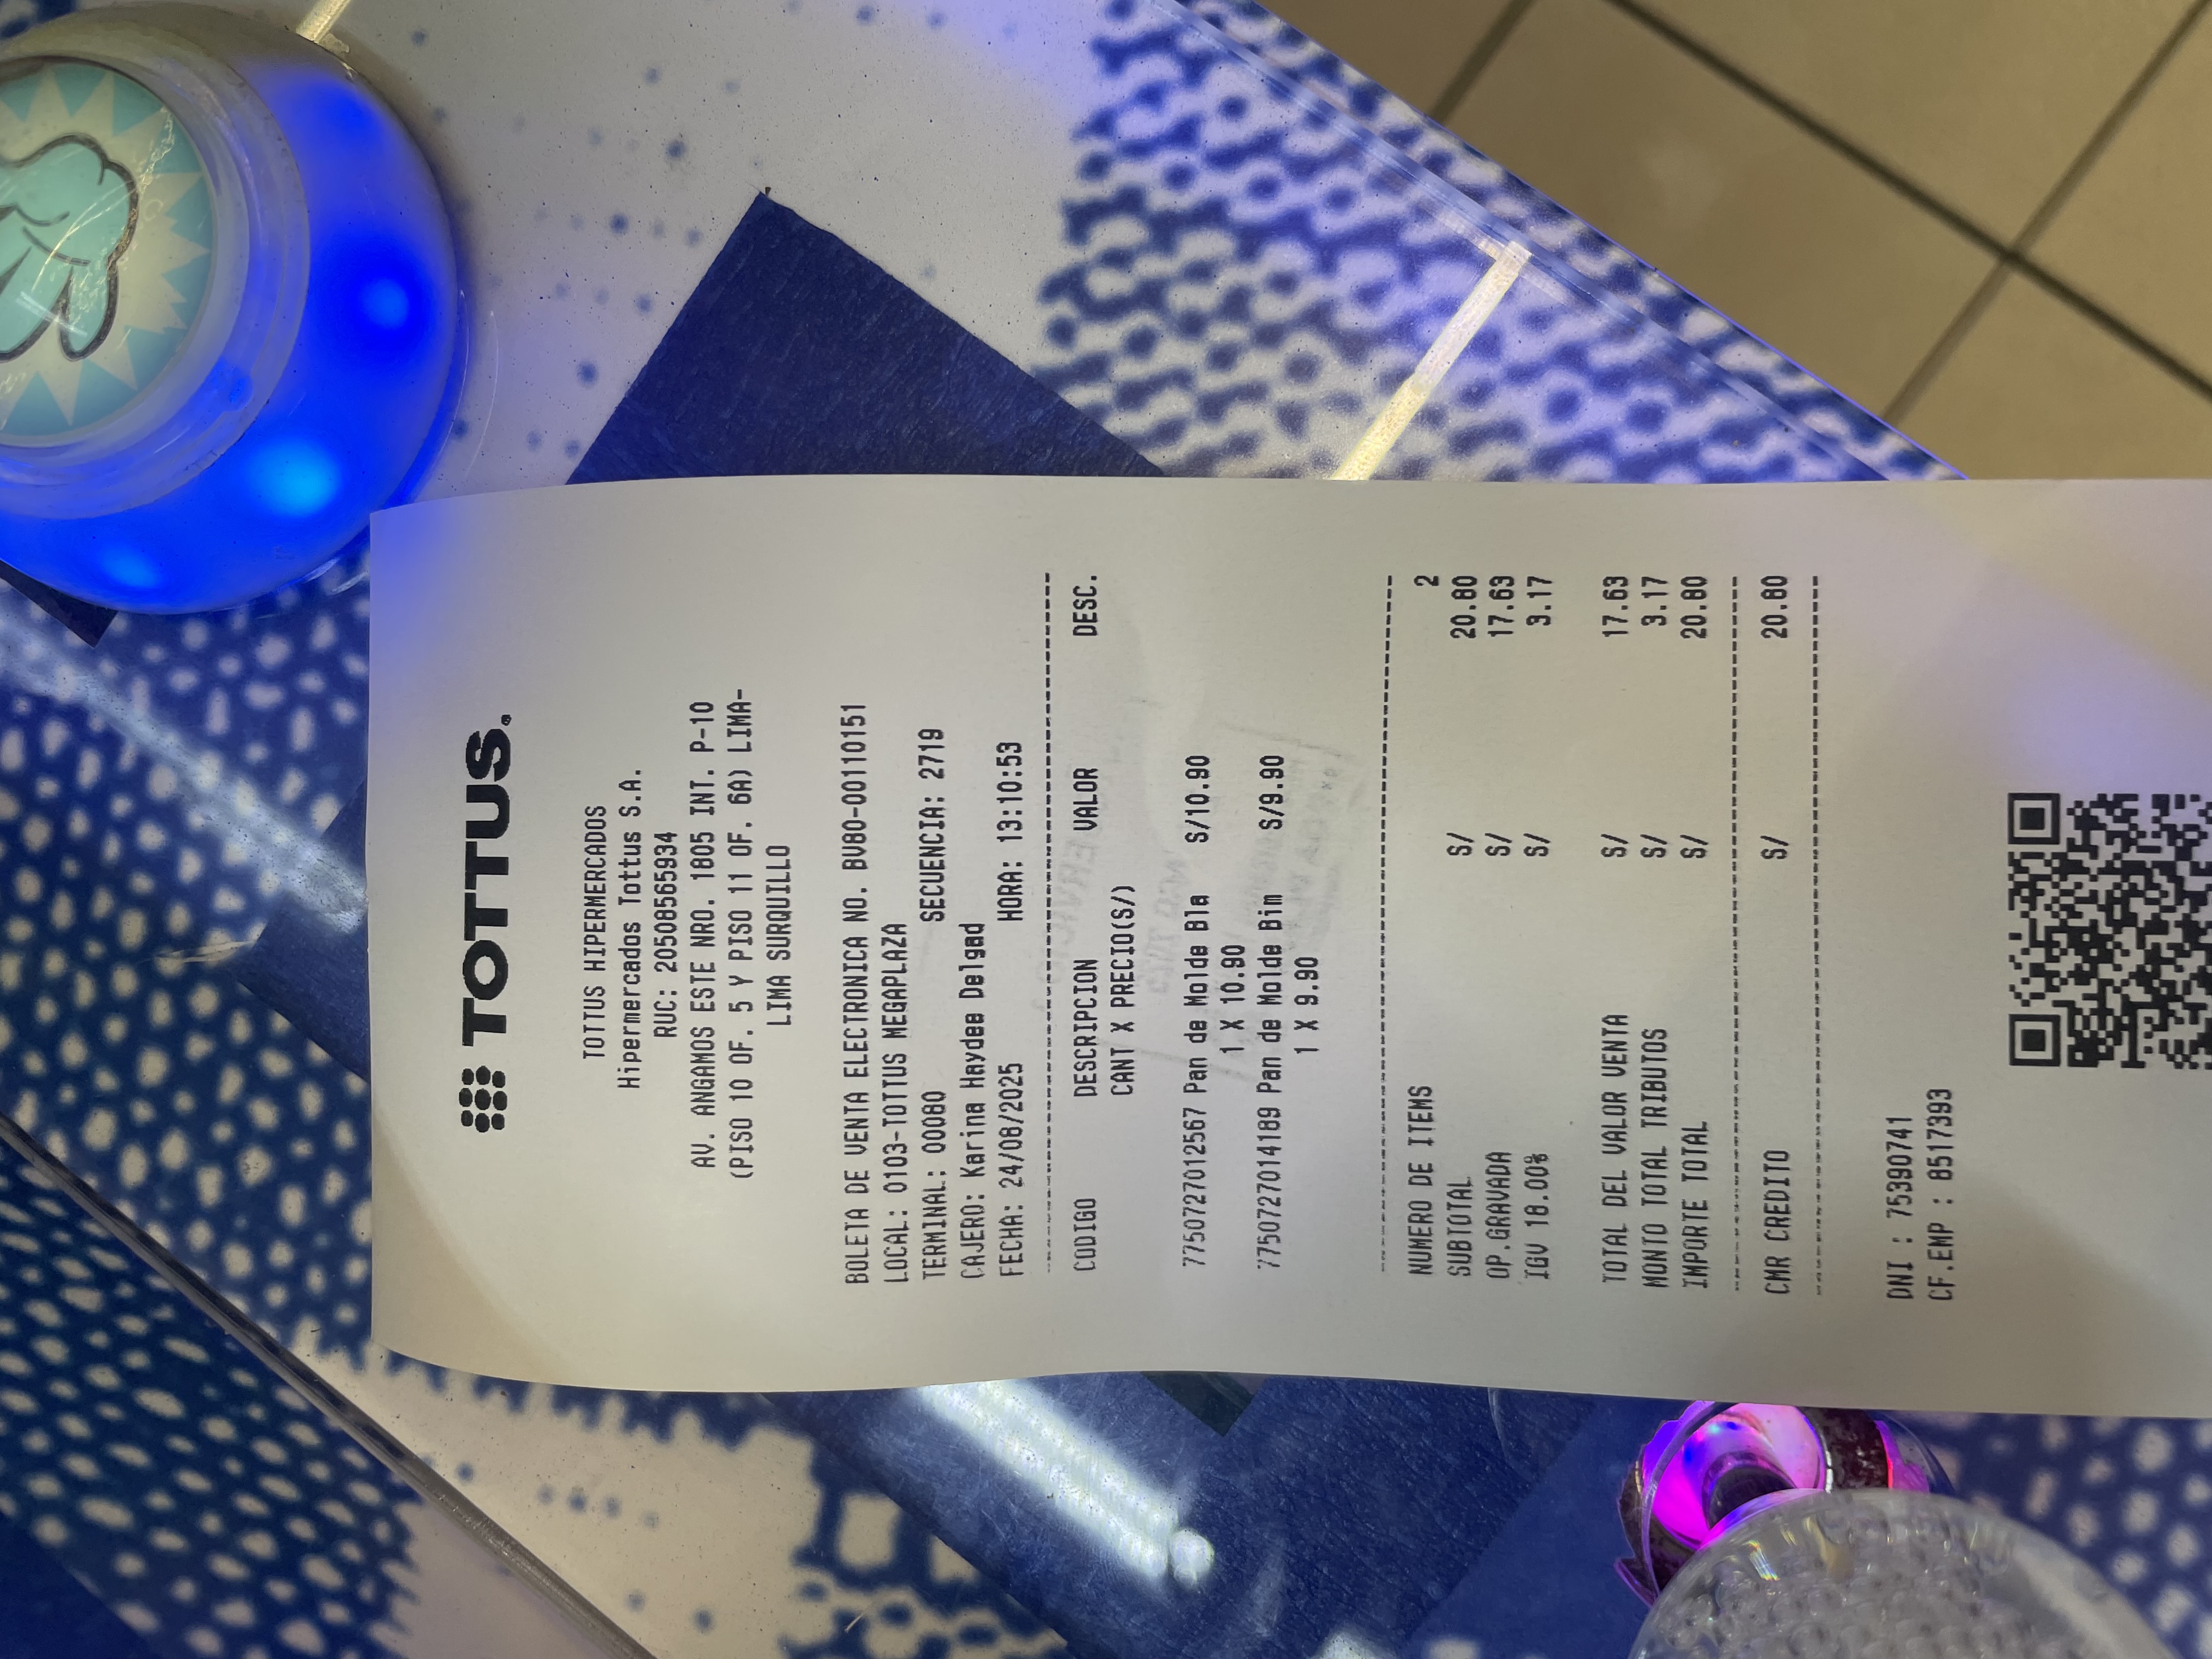 TOTTUS.
TOTTUS HIPERMERCADOS
Hipermercados Tottus S.A.
RUC: 20508565934
AV. ANGAMOS ESTE NRO. 1805 INT. P-10
(PISO 10 OF. 5 Y PISO 11 OF. 6A) LIMA-
LIMA SURQUILLO
BOLETA DE VENTA ELECTRONICA NO. BV80-00110151
LOCAL: 0103-TOTTUS MEGAPLAZA
TERMINAL: 00080 SECUENCIA: 2719
CAJERO: Karina Haydee Delgad
FECHA: 24/08/2025 HORA: 13:10:53
CODIGO DESCRIPCION VALOR DESC.
CANT X PRECIO(S/)
7750727012567 Pan de Molde Bla S/10.90
1 X 10.90
7750727014189 Pan de Molde Bim S/9.90
1 X 9.90
NUMERO DE ITEMS 2
SUBTOTAL S/ 20.80
OP.GRAVADA S/ 17.63
IGV 18.00% S/ 3.17
TOTAL DEL VALOR VENTA S/ 17.63
MONTO TOTAL TRIBUTOS S/ 3.17
IMPORTE TOTAL S/ 20.80
CMR CREDITO S/ 20.80
DNI : 75390741
CF.EMP : 8517393